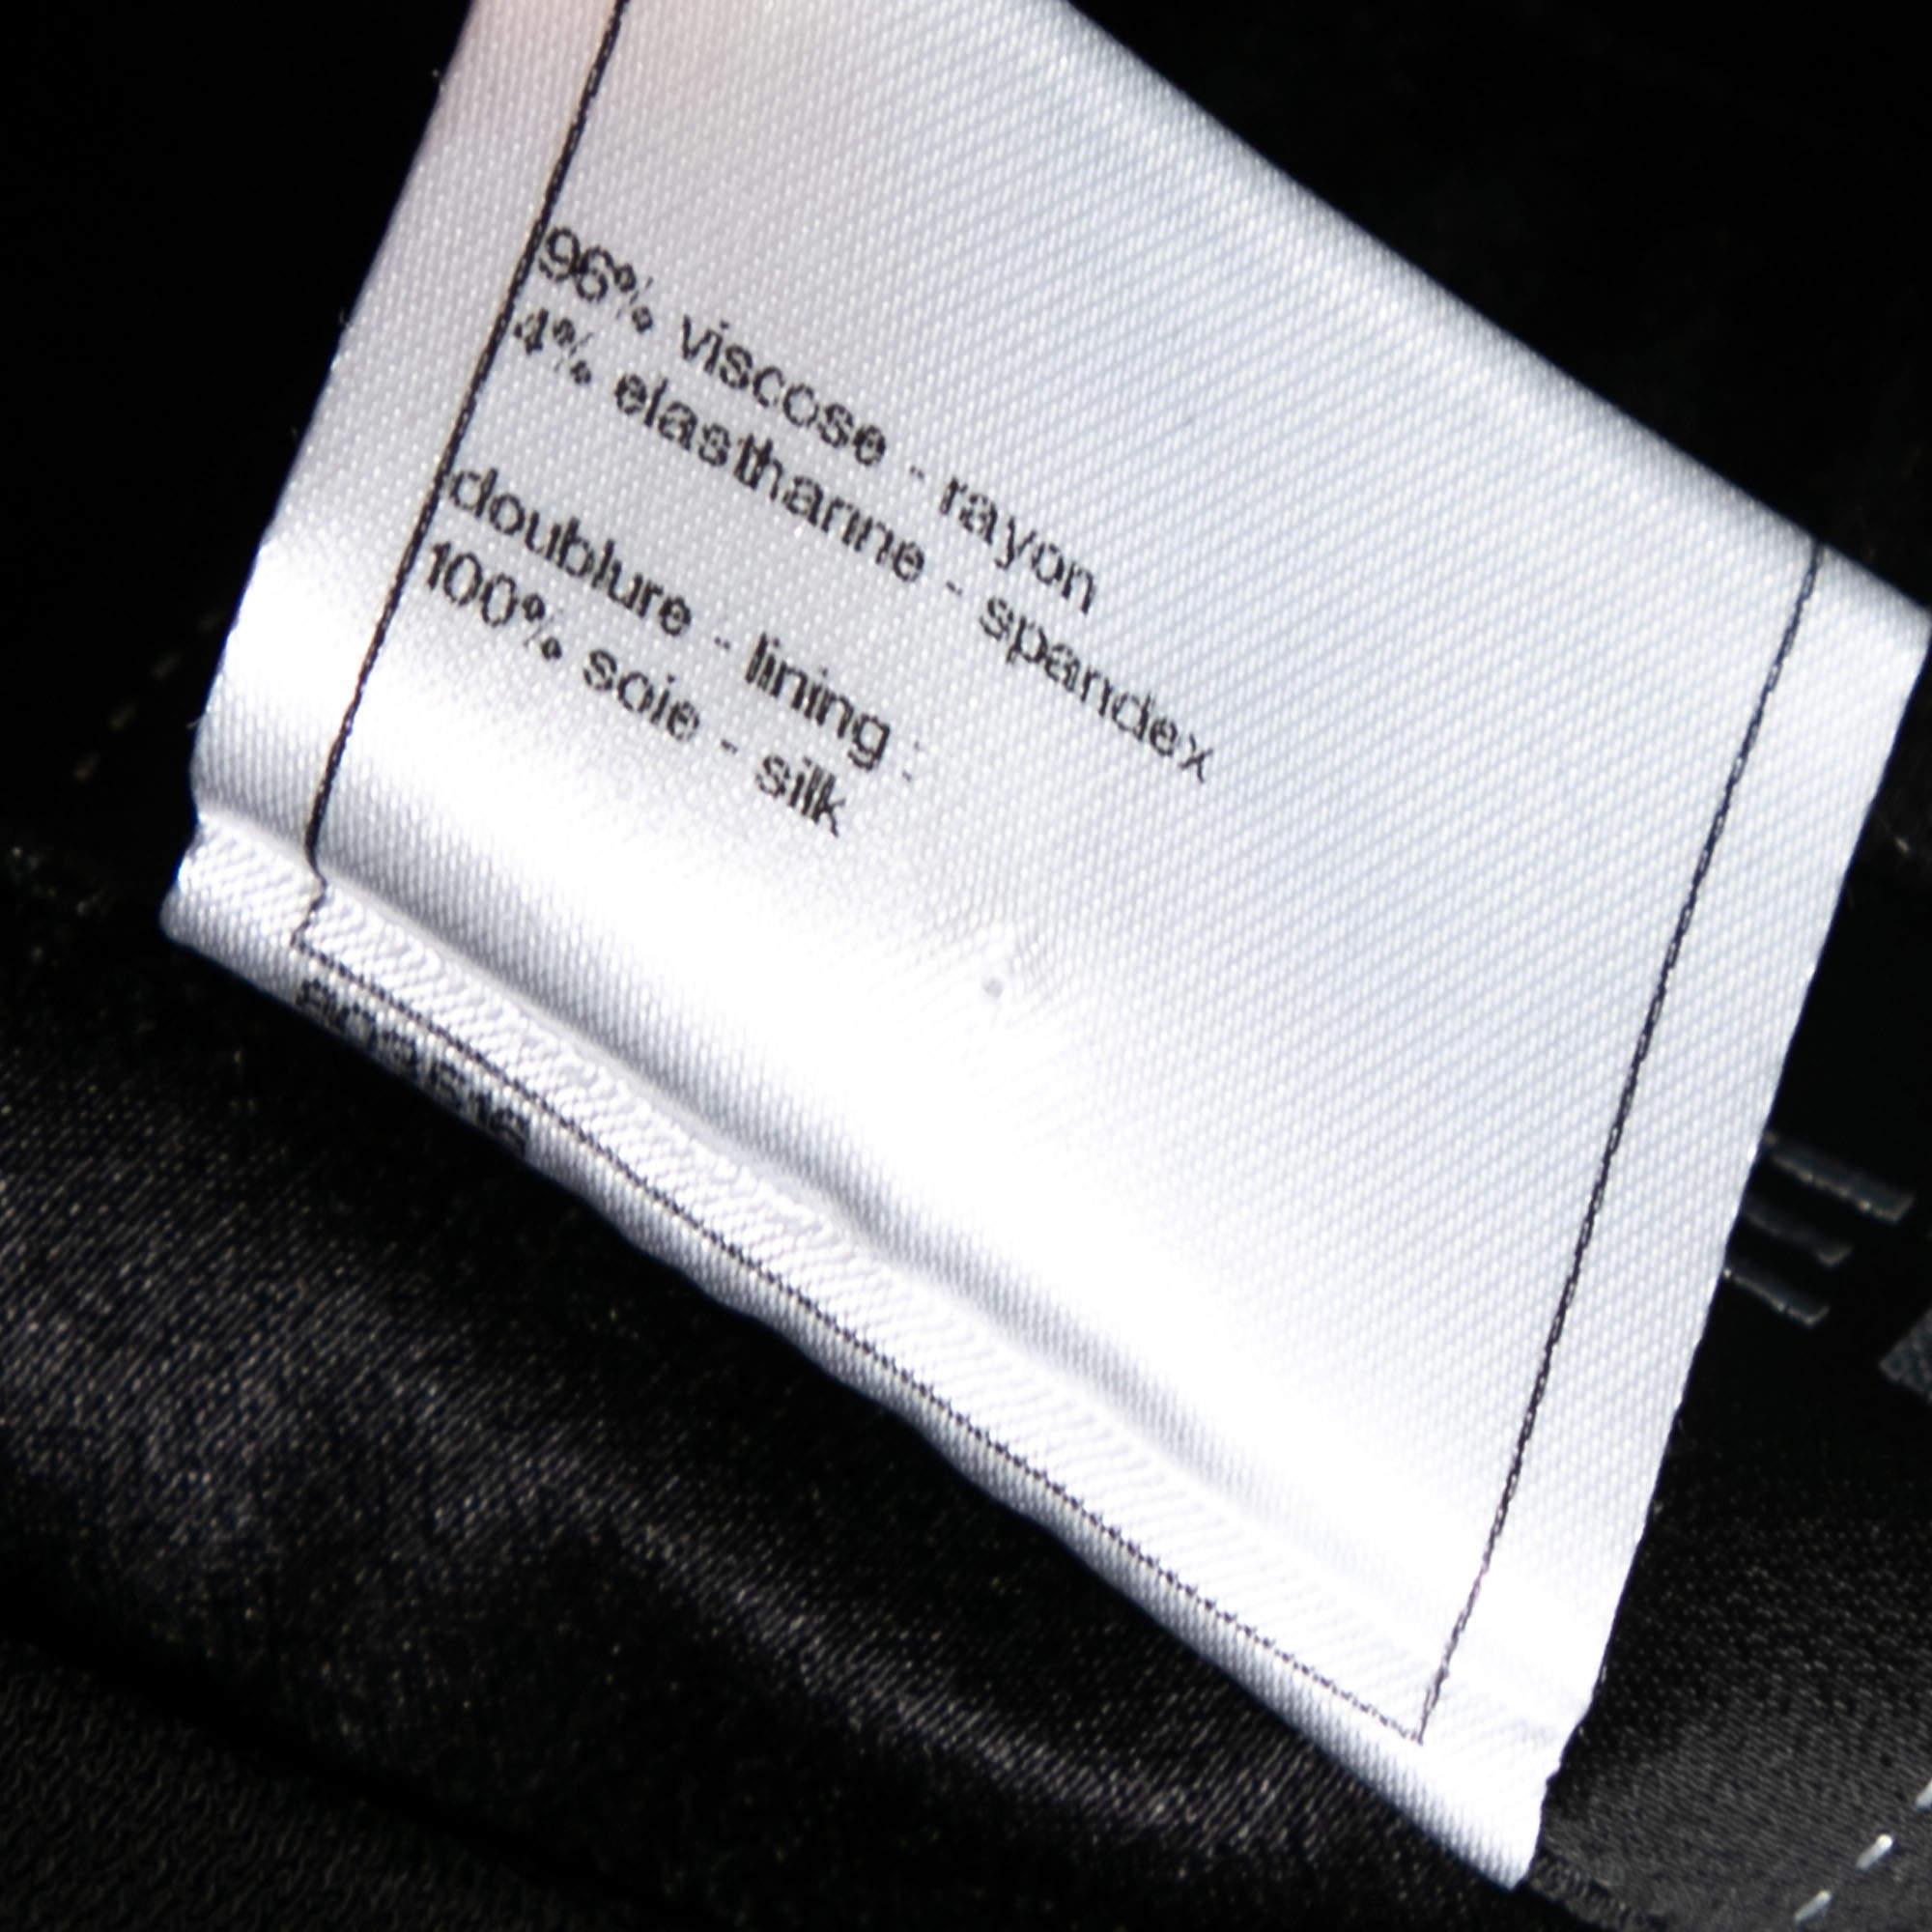 96% viscose - rayon
4% elasthanne - spandex
doublure - lining :
100% soie - silk